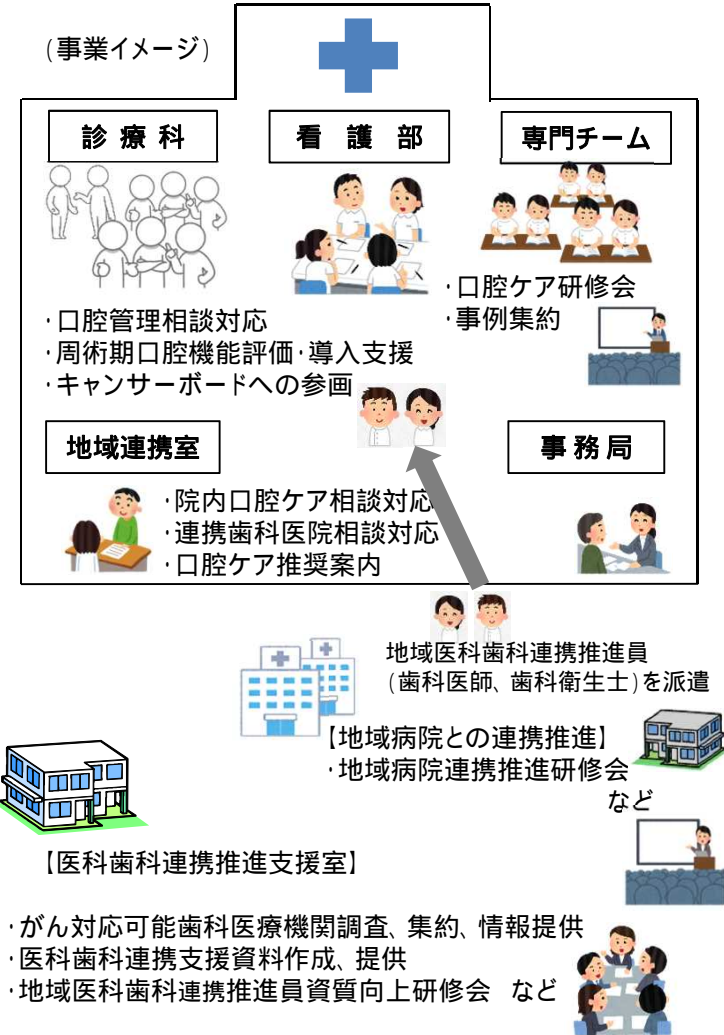 (事業イメージ)
診療科
看護部
専門チーム
・口腔ケア研修会
・事例集約
・口腔管理相談対応
・周術期口腔機能評価・導入支援
・キャンサーボードへの参画
地域連携室
事務局
・院内口腔ケア相談対応
・連携歯科医院相談対応
・口腔ケア推奨案内
地域医科歯科連携推進員
(歯科医師、歯科衛生士)を派遣
【地域病院との連携推進】
・地域病院連携推進研修会
など
【医科歯科連携推進支援室】
・がん対応可能歯科医療機関調査、集約、情報提供
・医科歯科連携支援資料作成、提供
・地域医科歯科連携推進員資質向上研修会 など